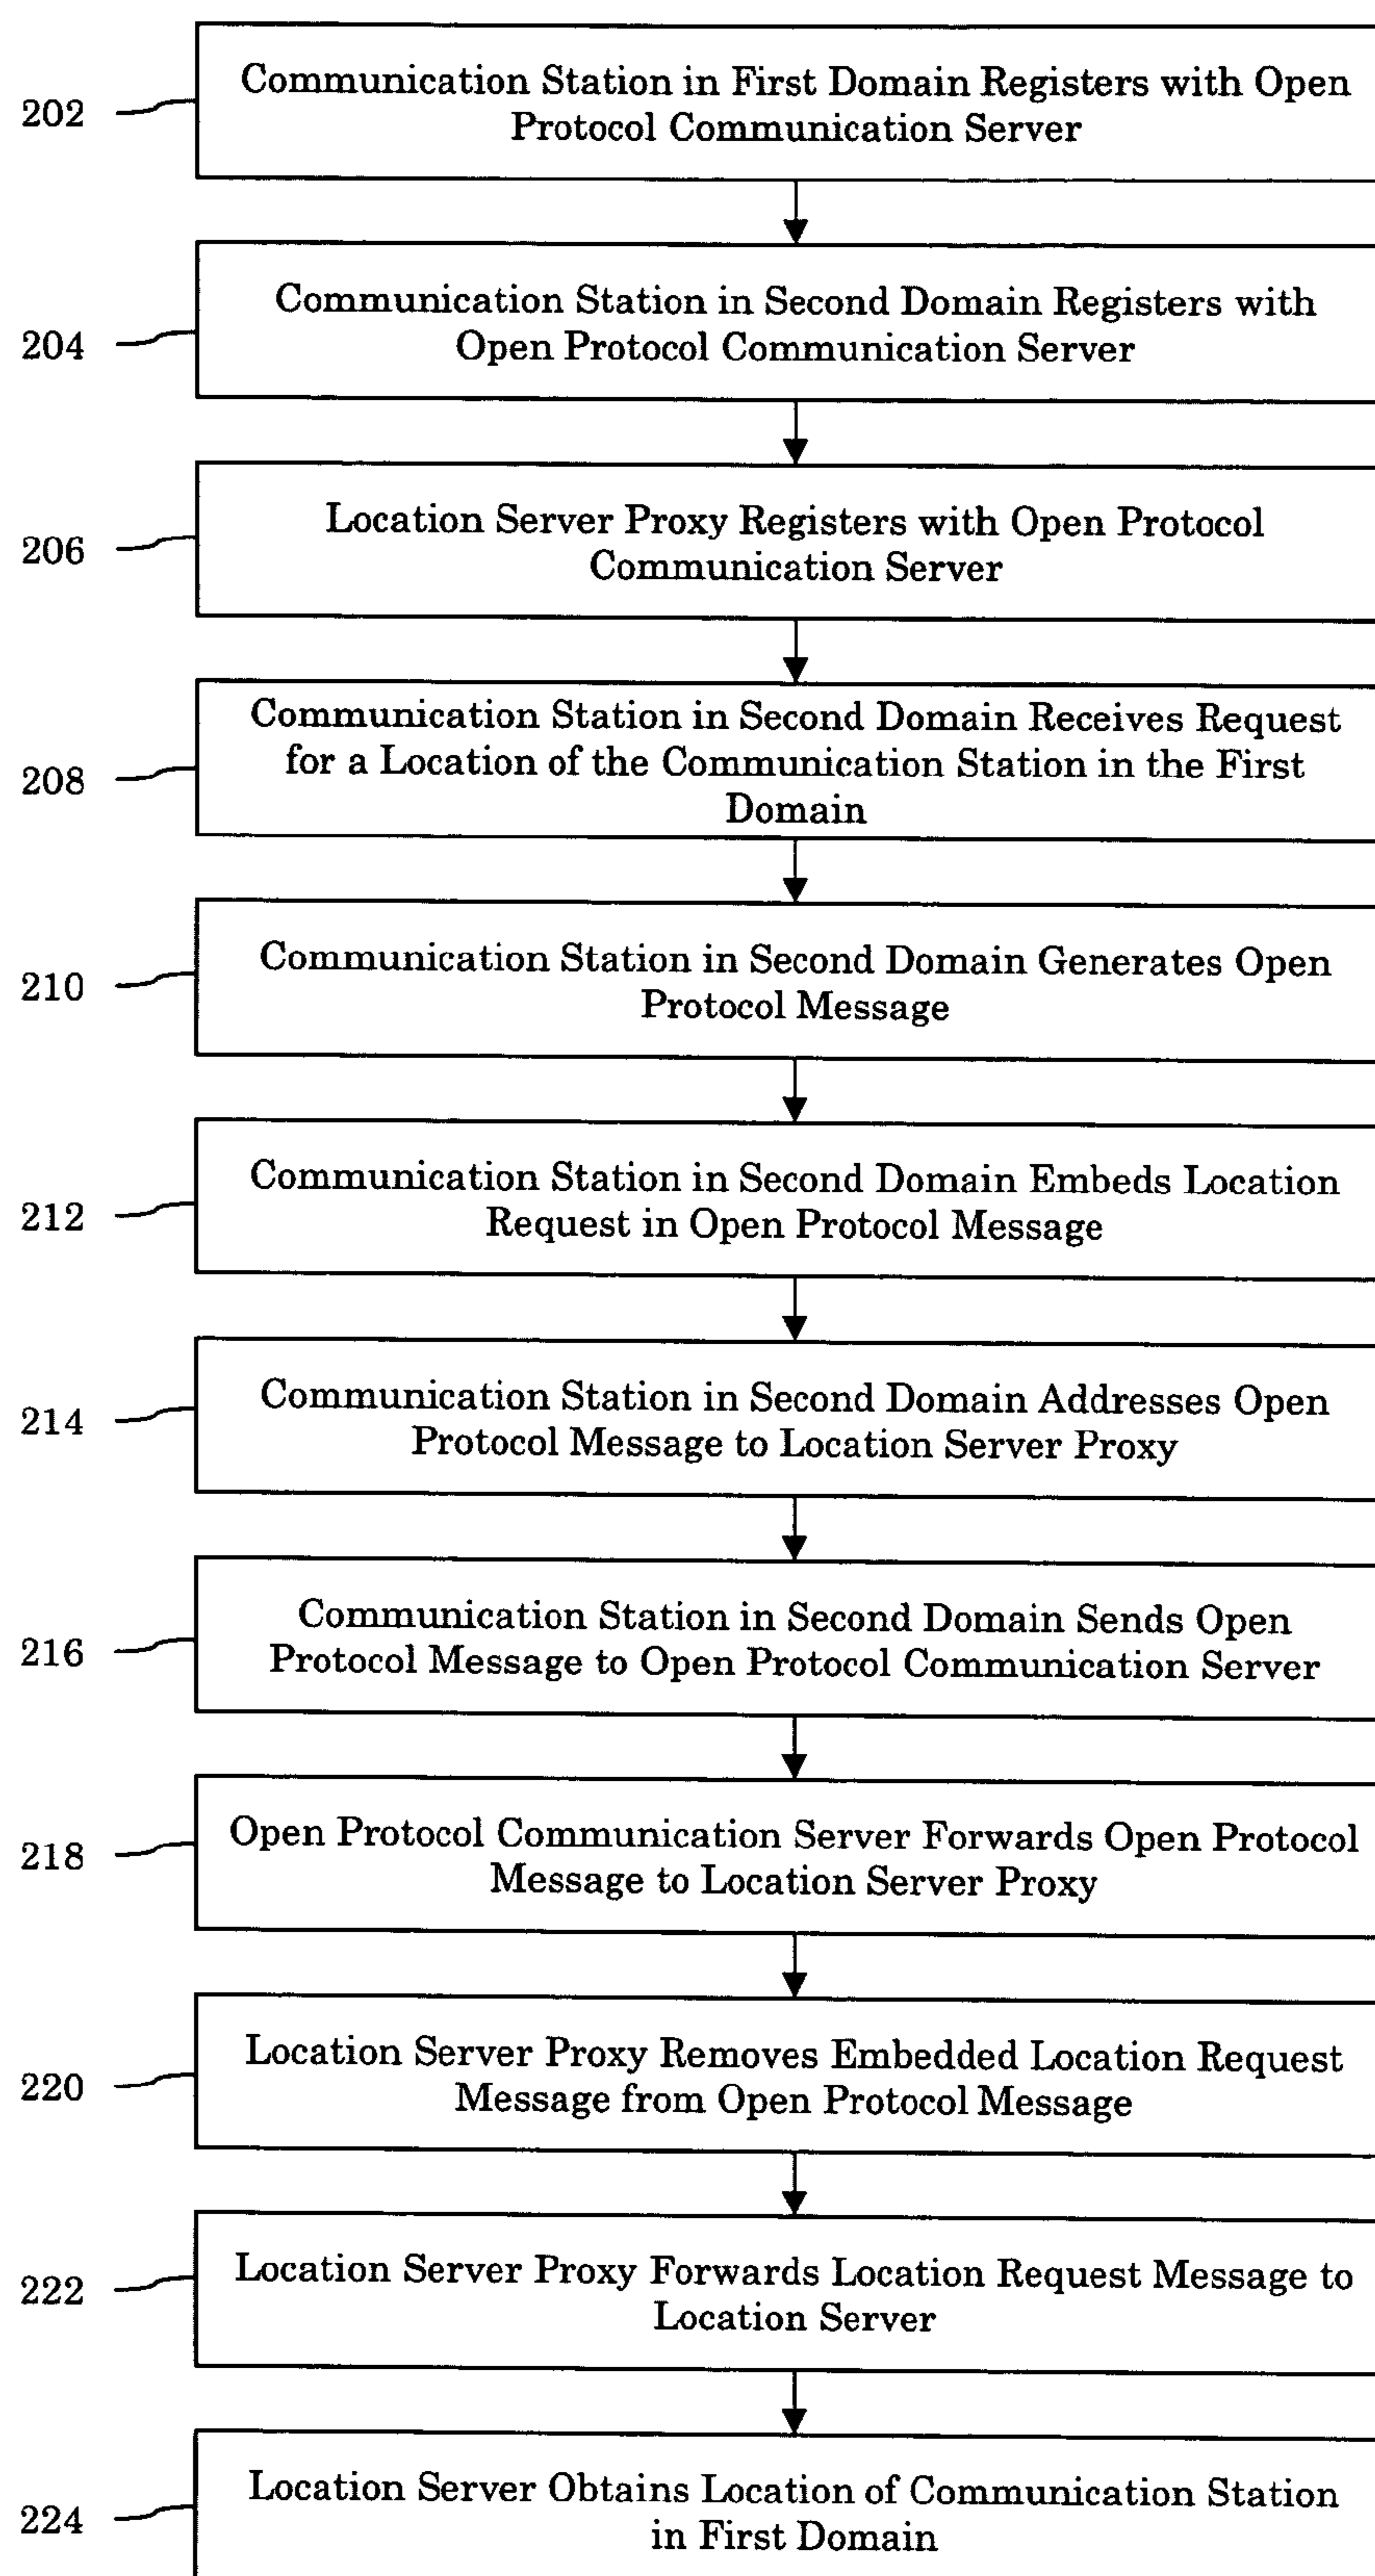 202
Communication Station in First Domain Registers with Open
Protocol Communication Server
204
Communication Station in Second Domain Registers with
Open Protocol Communication Server
206
Location Server Proxy Registers with Open Protocol
Communication Server
208
Communication Station in Second Domain Receives Request
for a Location of the Communication Station in the First
Domain
210
Communication Station in Second Domain Generates Open
Protocol Message
212
Communication Station in Second Domain Embeds Location
Request in Open Protocol Message
214
Communication Station in Second Domain Addresses Open
Protocol Message to Location Server Proxy
216
Communication Station in Second Domain Sends Open
Protocol Message to Open Protocol Communication Server
218
Open Protocol Communication Server Forwards Open Protocol
Message to Location Server Proxy
220
Location Server Proxy Removes Embedded Location Request
Message from Open Protocol Message
222
Location Server Proxy Forwards Location Request Message to
Location Server
224
Location Server Obtains Location of Communication Station
in First Domain